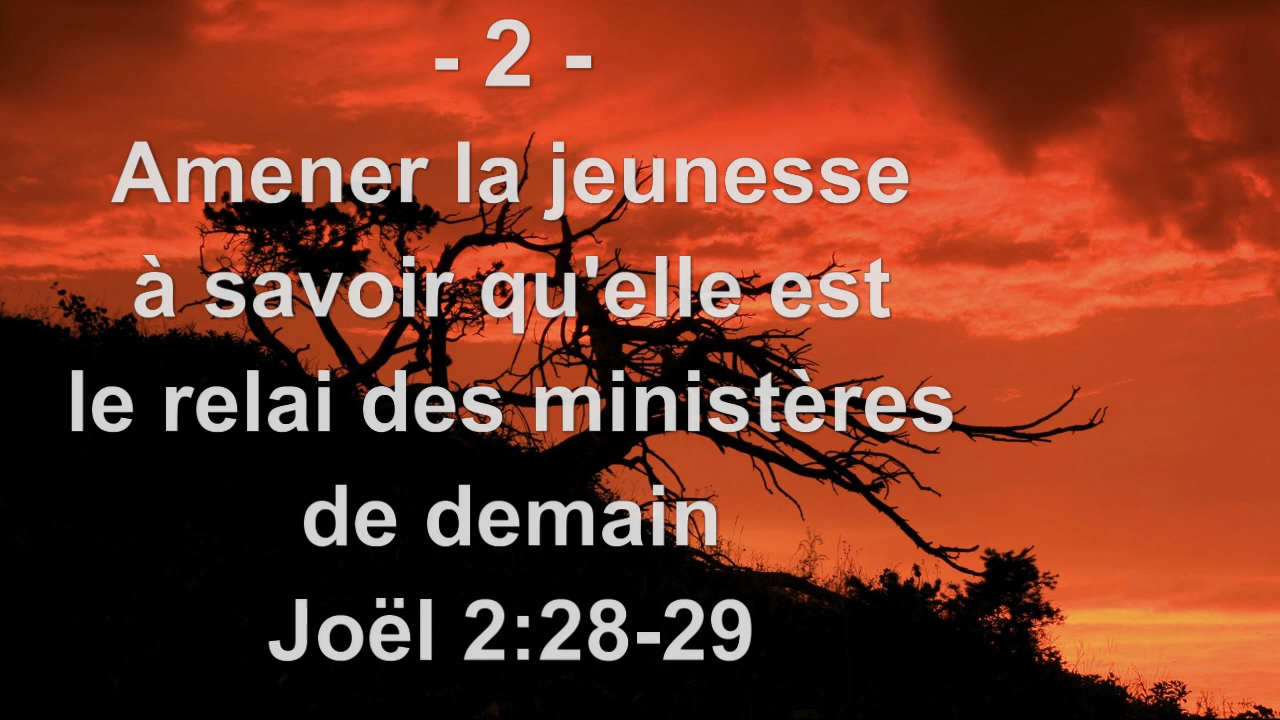 - 2 -
Amener la jeunesse
à savoir qu'elle est
le relai des ministères
de demain
Joël 2:28-29